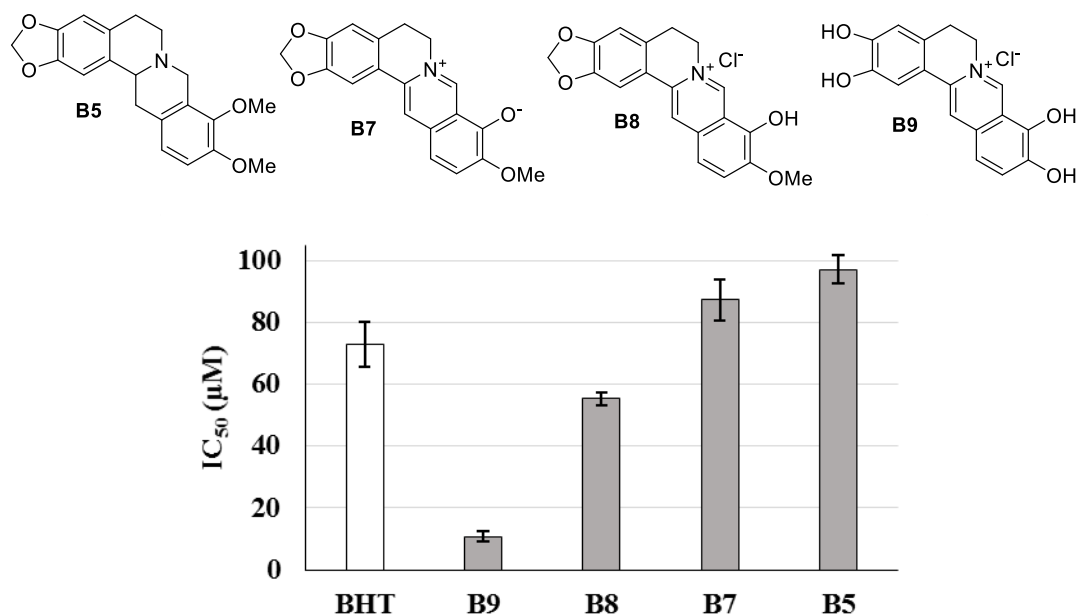 O
O
N
B5
OMe
OMe
O
O
N+
B7
O-
OMe
O
O
N+ Cl-
B8
OH
OMe
HO
HO
N+ Cl-
B9
OH
OH
IC50 (µM)
100
80
60
40
20
0
BHT B9 B8 B7 B5